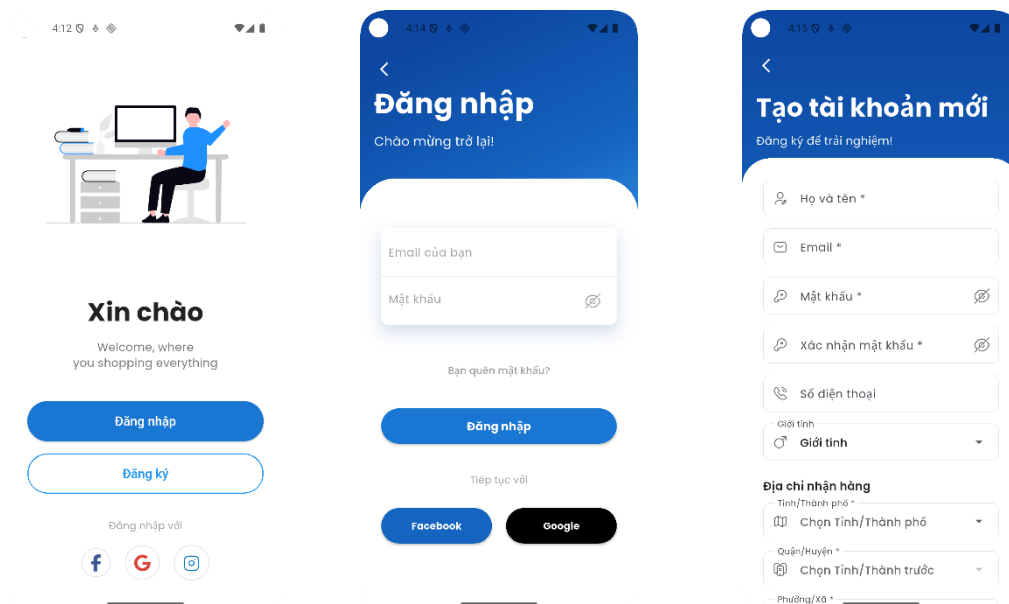 4:12
Xin chào
Welcome, where
you shopping everything
Đăng nhập
Đăng ký
Đăng nhập với
4:14
Đăng nhập
Chào mừng trở lại!
Email của bạn
Mật khẩu
Bạn quên mật khẩu?
Đăng nhập
Tiếp tục với
Facebook
Google
4:15
Tạo tài khoản mới
Đăng ký để trải nghiệm!
Họ và tên *
Email *
Mật khẩu *
Xác nhận mật khẩu *
Số điện thoại
Giới tính
Giới tính
Địa chỉ nhận hàng
Tỉnh/Thành phố *
Chọn Tỉnh/Thành phố
Quận/Huyện *
Chọn Tỉnh/Thành trước
Phường/Xã *